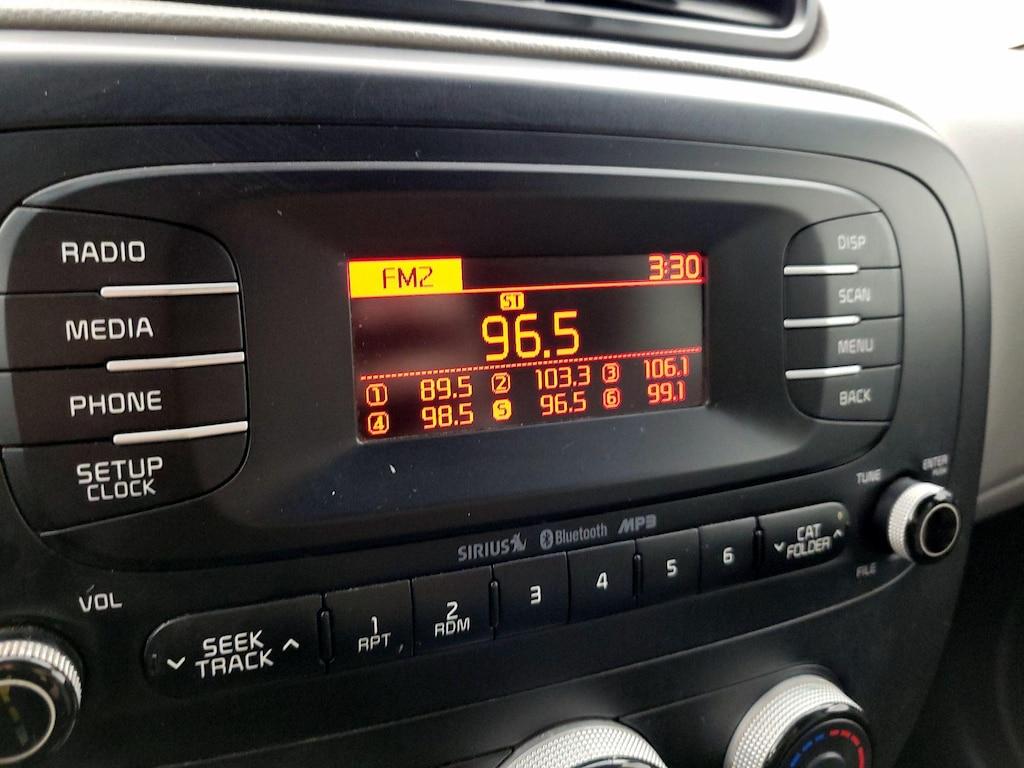 RADIO
MEDIA
PHONE
SETUP
CLOCK
FM2 3:30
ST
96.5
1 89.5 2 103.3 3 106.1
4 98.5 5 96.5 6 99.1
DISP
SCAN
MENU
BACK
TUNE
ENTER
PUSH
SIRIUS Bluetooth MP3
VOL
SEEK
TRACK
1
RPT
2
RDM
3
4
5
6
CAT
FOLDER
FILE